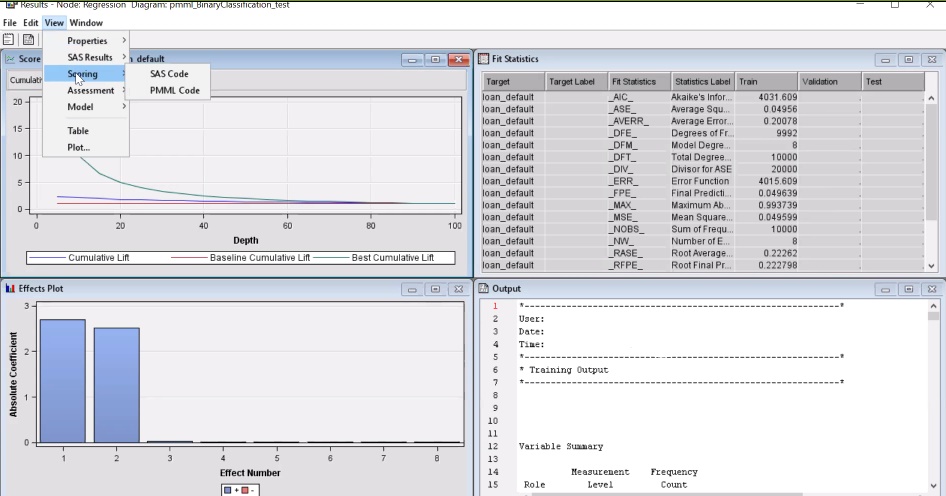 Results - Node: Regression Diagram: pmml_BinaryClassification_test
File Edit View Window
Properties
SAS Results
Scoring
Assessment
Model
Table
Plot...
SAS Code
PMML Code
Score
_default
Cumulati
20
15
10
5
0
0 20 40 60 80 100
Depth
Cumulative Lift Baseline Cumulative Lift Best Cumulative Lift
Fit Statistics
Target Target Label Fit Statistics Statistics Label Train Validation Test
loan_default _AIC_ Akaike's Infor... 4031.609 . .
loan_default _ASE_ Average Squ... 0.04956 . .
loan_default _AVERR_ Average Error... 0.20078 . .
loan_default _DFE_ Degrees of Fr... 9992 . .
loan_default _DFM_ Model Degre... 8 . .
loan_default _DFT_ Total Degree... 10000 . .
loan_default _DIV_ Divisor for ASE 20000 . .
loan_default _ERR_ Error Function 4015.609 . .
loan_default _FPE_ Final Predicti... 0.049639 . .
loan_default _MAX_ Maximum Ab... 0.993739 . .
loan_default _MSE_ Mean Square... 0.049599 . .
loan_default _NOBS_ Sum of Frequ... 10000 . .
loan_default _NW_ Number of E... 8 . .
loan_default _RASE_ Root Average... 0.22262 . .
loan_default _RFPE_ Root Final Pr... 0.222798 . .
Effects Plot
Absolute Coefficient
3
2
1
0
1 2 3 4 5 6 7 8
Effect Number
+ -
Output
1 *------------------------------------------------------------*
2 User:
3 Date:
4 Time:
5 *------------------------------------------------------------*
6 * Training Output
7 *------------------------------------------------------------*
8
9
10
11
12 Variable Summary
13
14 Measurement Frequency
15 Role Level Count